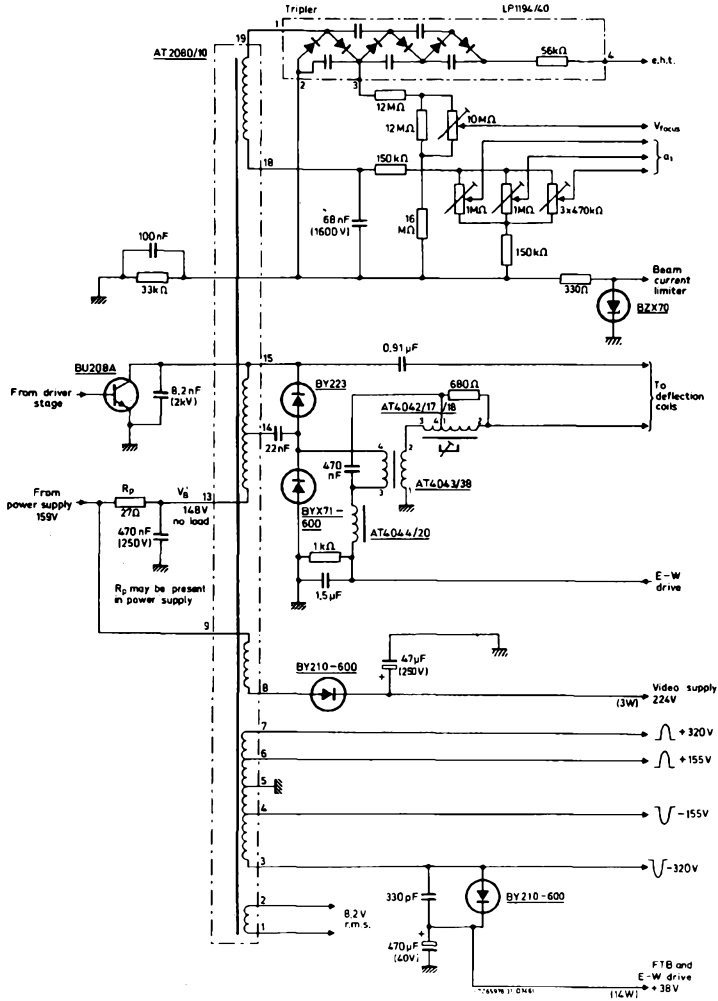 Tripler
LP1194/40
AT2080/10
19
1
2
3
4
56kΩ
e.h.t.
12MΩ
12MΩ
10MΩ
Vfocus
18
150kΩ
a1
1MΩ
1MΩ
3x470kΩ
68nF
(1600V)
16
MΩ
150kΩ
100nF
33kΩ
330Ω
Beam
current
limiter
BZX70
15
0,91µF
BU208A
BY223
680Ω
AT4042/17/18
To
deflection
coils
From driver
stage
8,2nF
(2kV)
14
22nF
3
4
1
2
470
nF
4
3
2
1
AT4043/38
From
power supply
159V
Rp
27Ω
VB
148V
no load
13
BYX71-
600
AT4044/20
470nF
(250V)
1kΩ
1,5µF
E-W
drive
Rp may be present
in power supply
9
47µF
(250V)
+
BY210-600
8
(3W)
Video supply
224V
7
+320V
6
+155V
5
4
-155V
3
-320V
330pF
BY210-600
2
1
8,2V
r.m.s.
+
470µF
(40V)
FTB and
E-W drive
+38V
(14W)